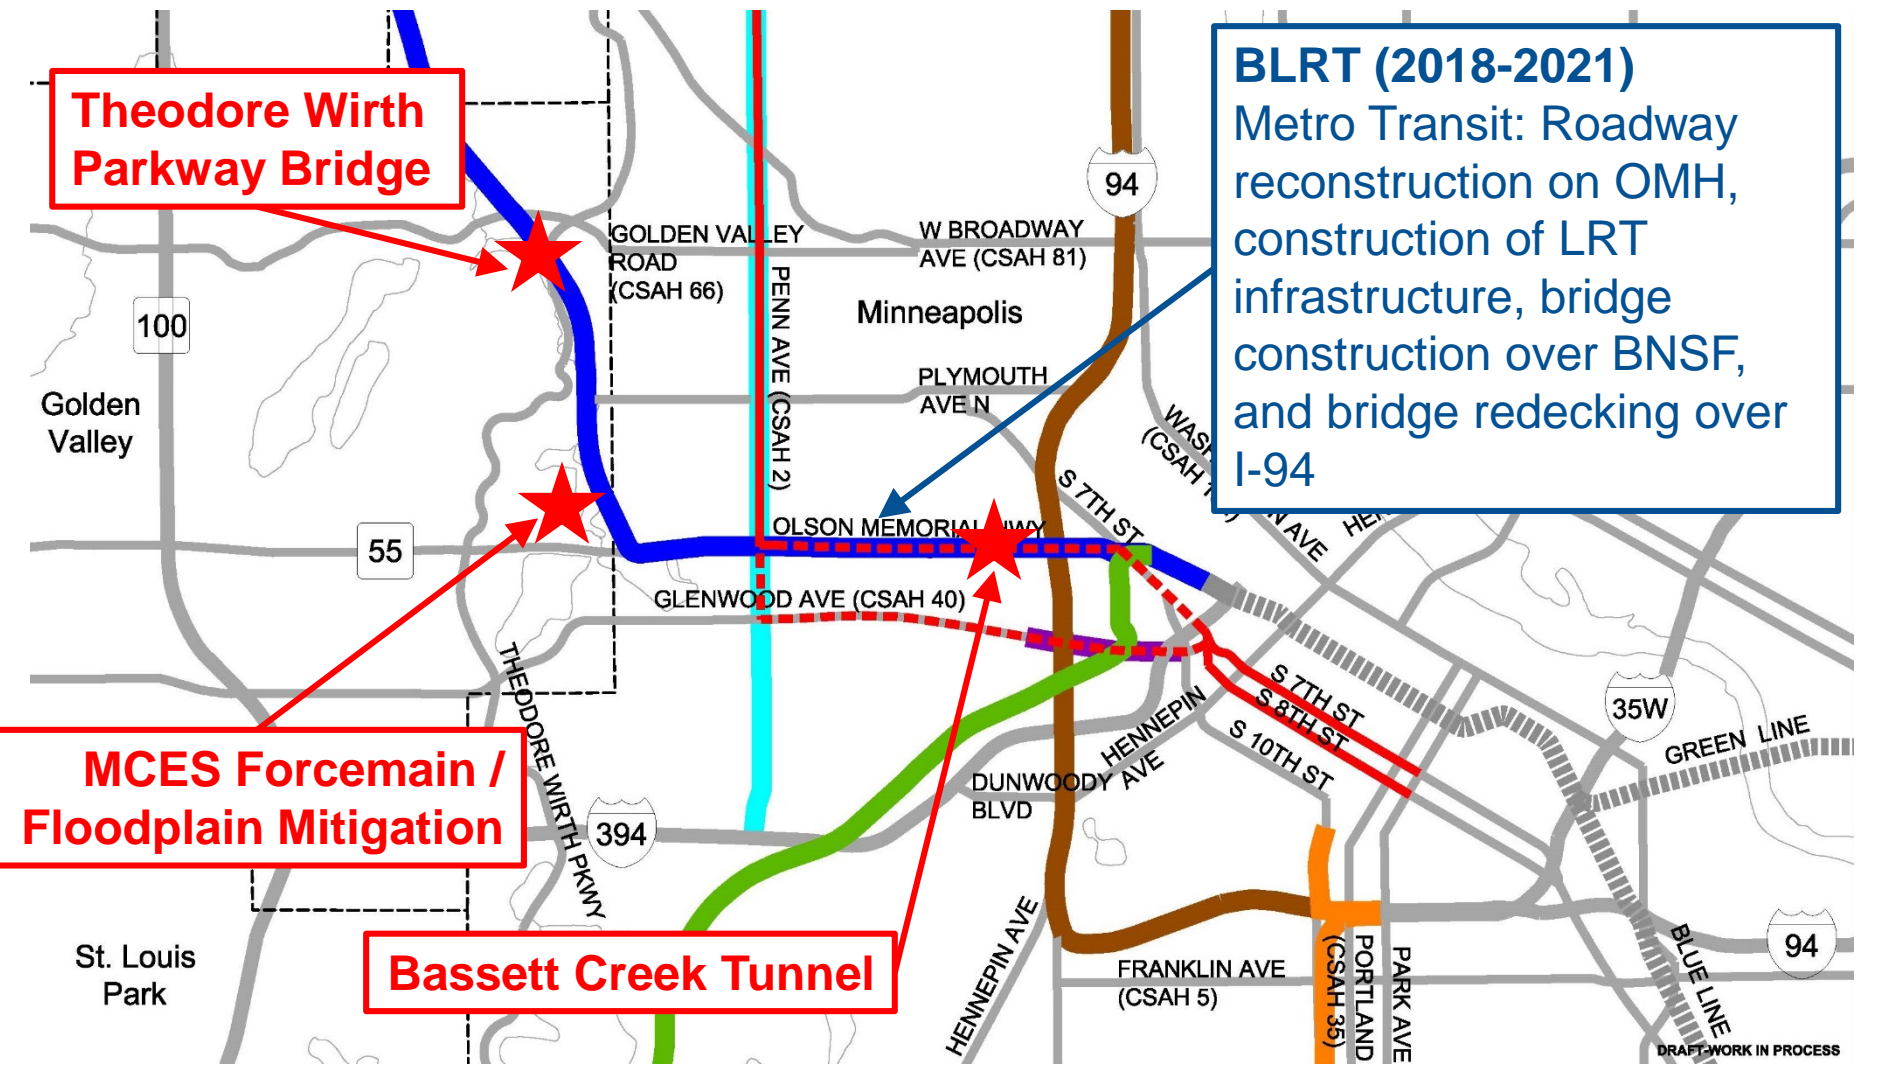 Theodore Wirth
Parkway Bridge
BLRT (2018-2021)
Metro Transit: Roadway
reconstruction on OMH,
construction of LRT
infrastructure, bridge
construction over BNSF,
and bridge redecking over
I-94
94
GOLDEN VALLEY
ROAD
(CSAH 66)
W BROADWAY
AVE (CSAH 81)
PENN AVE (CSAH 2)
Minneapolis
100
Golden
Valley
PLYMOUTH
AVE N
(CSAH
N AVE
S 7TH ST
OLSON MEMORIAL HWY
55
GLENWOOD AVE (CSAH 40)
THEODORE WIRTH PKWY
S 7TH ST
S 8TH ST
S 10TH ST
HENNEPIN
AVE
35W
GREEN LINE
MCES Forcemain /
Floodplain Mitigation
DUNWOODY
BLVD
394
Bassett Creek Tunnel
St. Louis
Park
HENNEPIN AVE
FRANKLIN AVE
(CSAH 5)
(CSAH 35)
PORTLAND
PARK AVE
BLUE LINE
94
DRAFT-WORK IN PROCESS